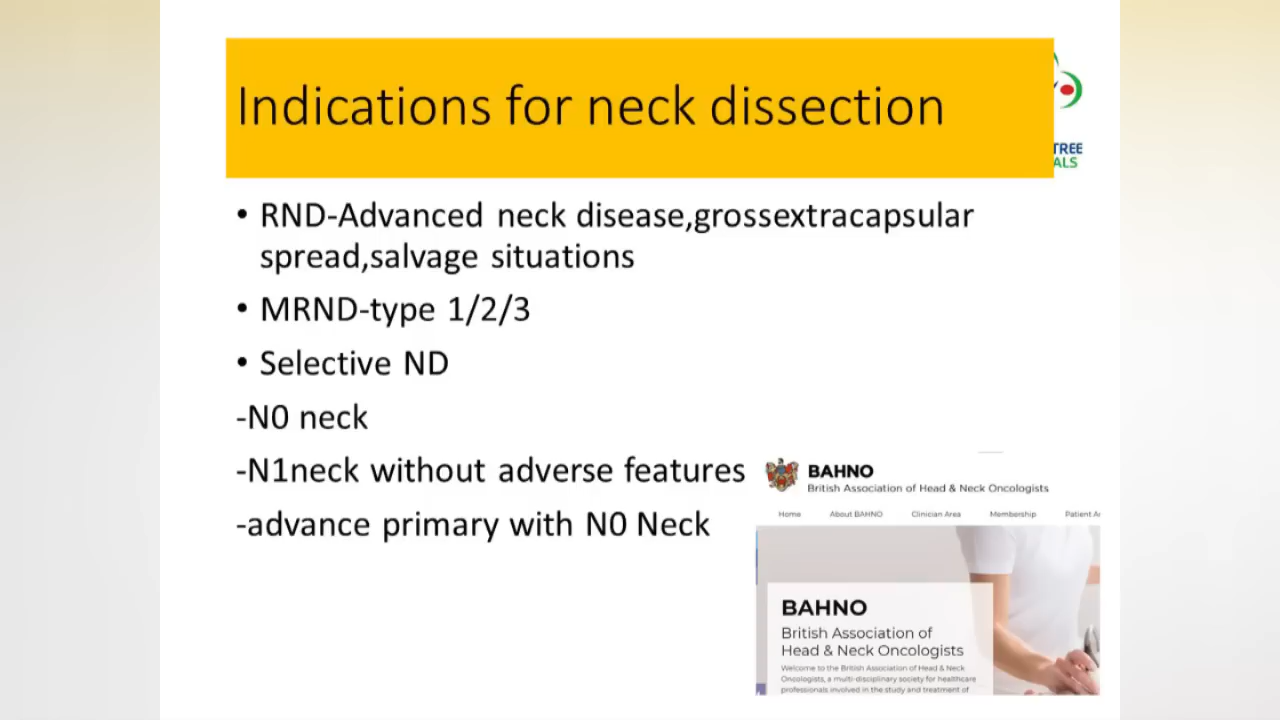 Indications for neck dissection
TREE
ALS
• RND-Advanced neck disease,grossextracapsular
spread,salvage situations
• MRND-type 1/2/3
• Selective ND
-N0 neck
-N1neck without adverse features
-advance primary with N0 Neck
BAHNO
British Association of Head & Neck Oncologists
Home About BAHNO Clinician Area Membership Patient A
BAHNO
British Association of
Head & Neck Oncologists
Welcome to the British Association of Head & Neck
Oncologists, a multi-disciplinary society for healthcare
professionals involved in the study and treatment of